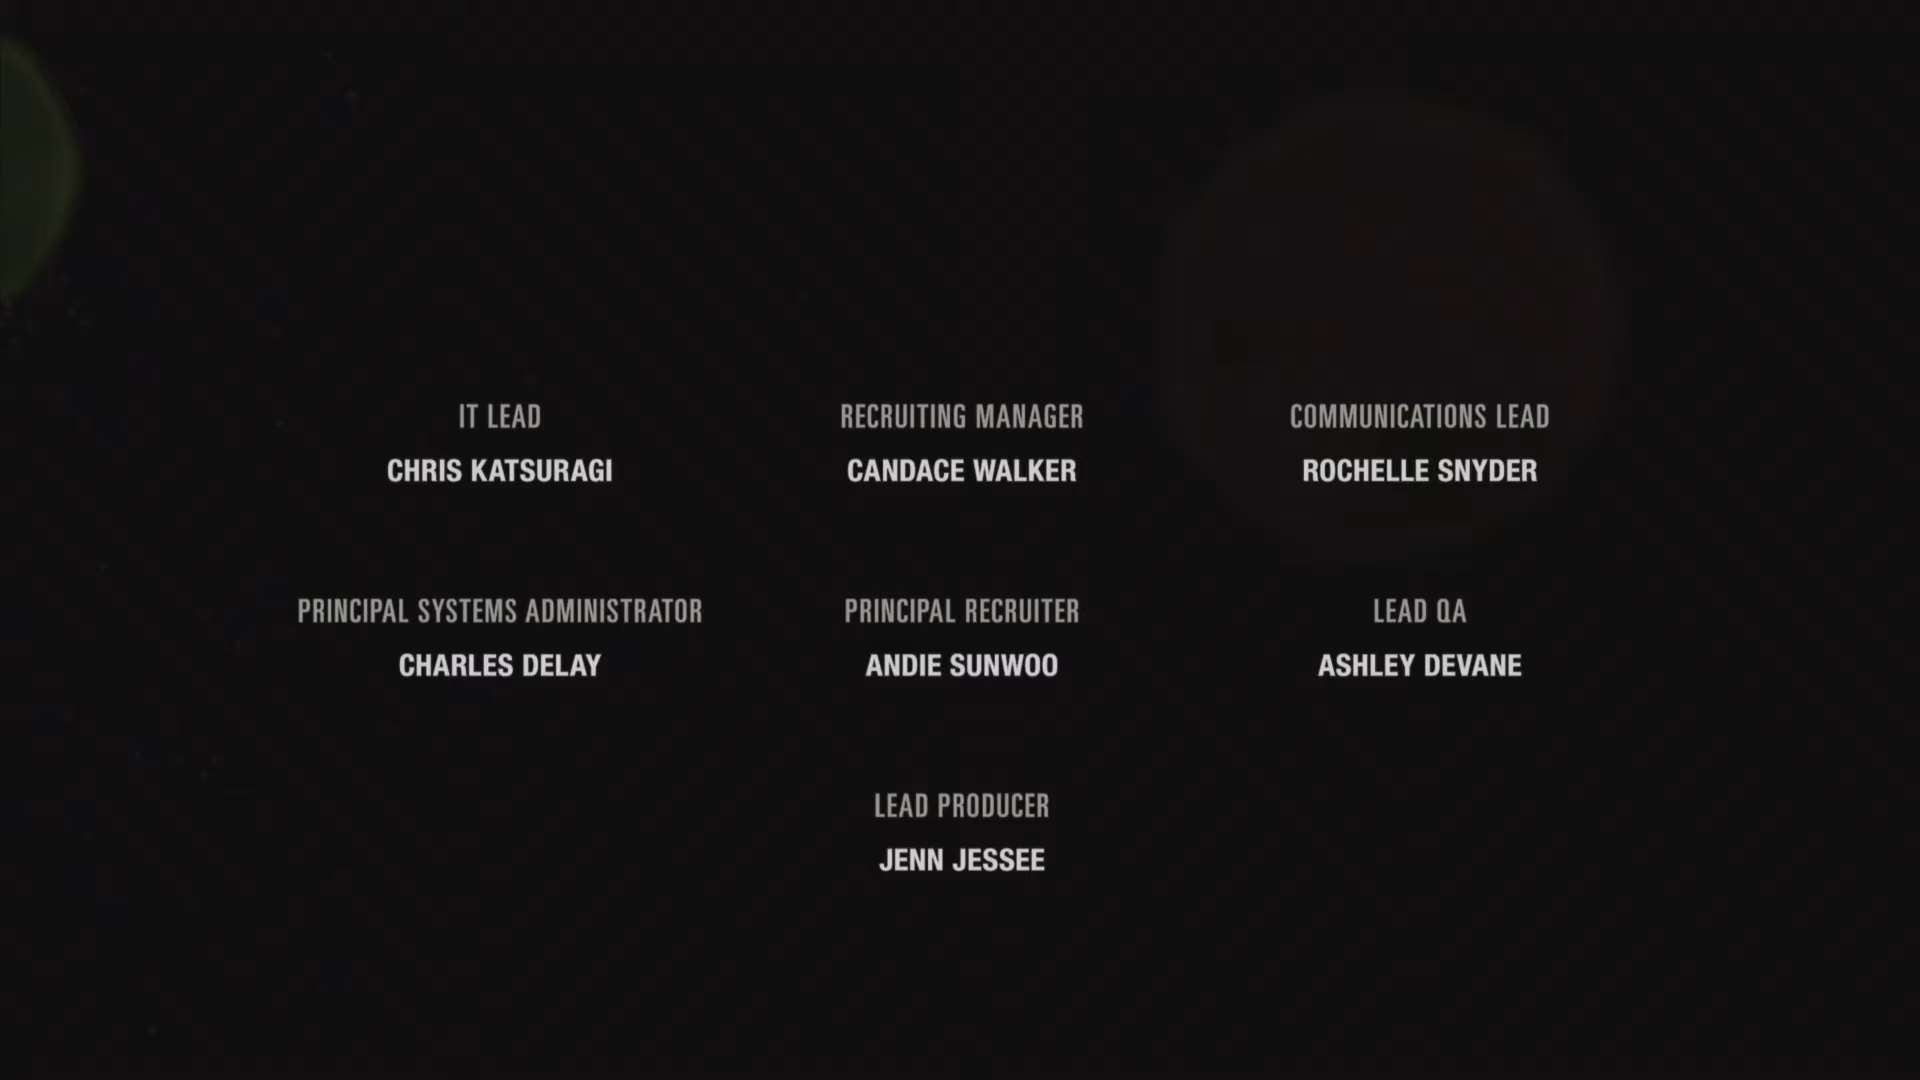 IT LEAD
CHRIS KATSURAGI
RECRUITING MANAGER
CANDACE WALKER
COMMUNICATIONS LEAD
ROCHELLE SNYDER
PRINCIPAL SYSTEMS ADMINISTRATOR
CHARLES DELAY
PRINCIPAL RECRUITER
ANDIE SUNWOO
LEAD QA
ASHLEY DEVANE
LEAD PRODUCER
JENN JESSEE